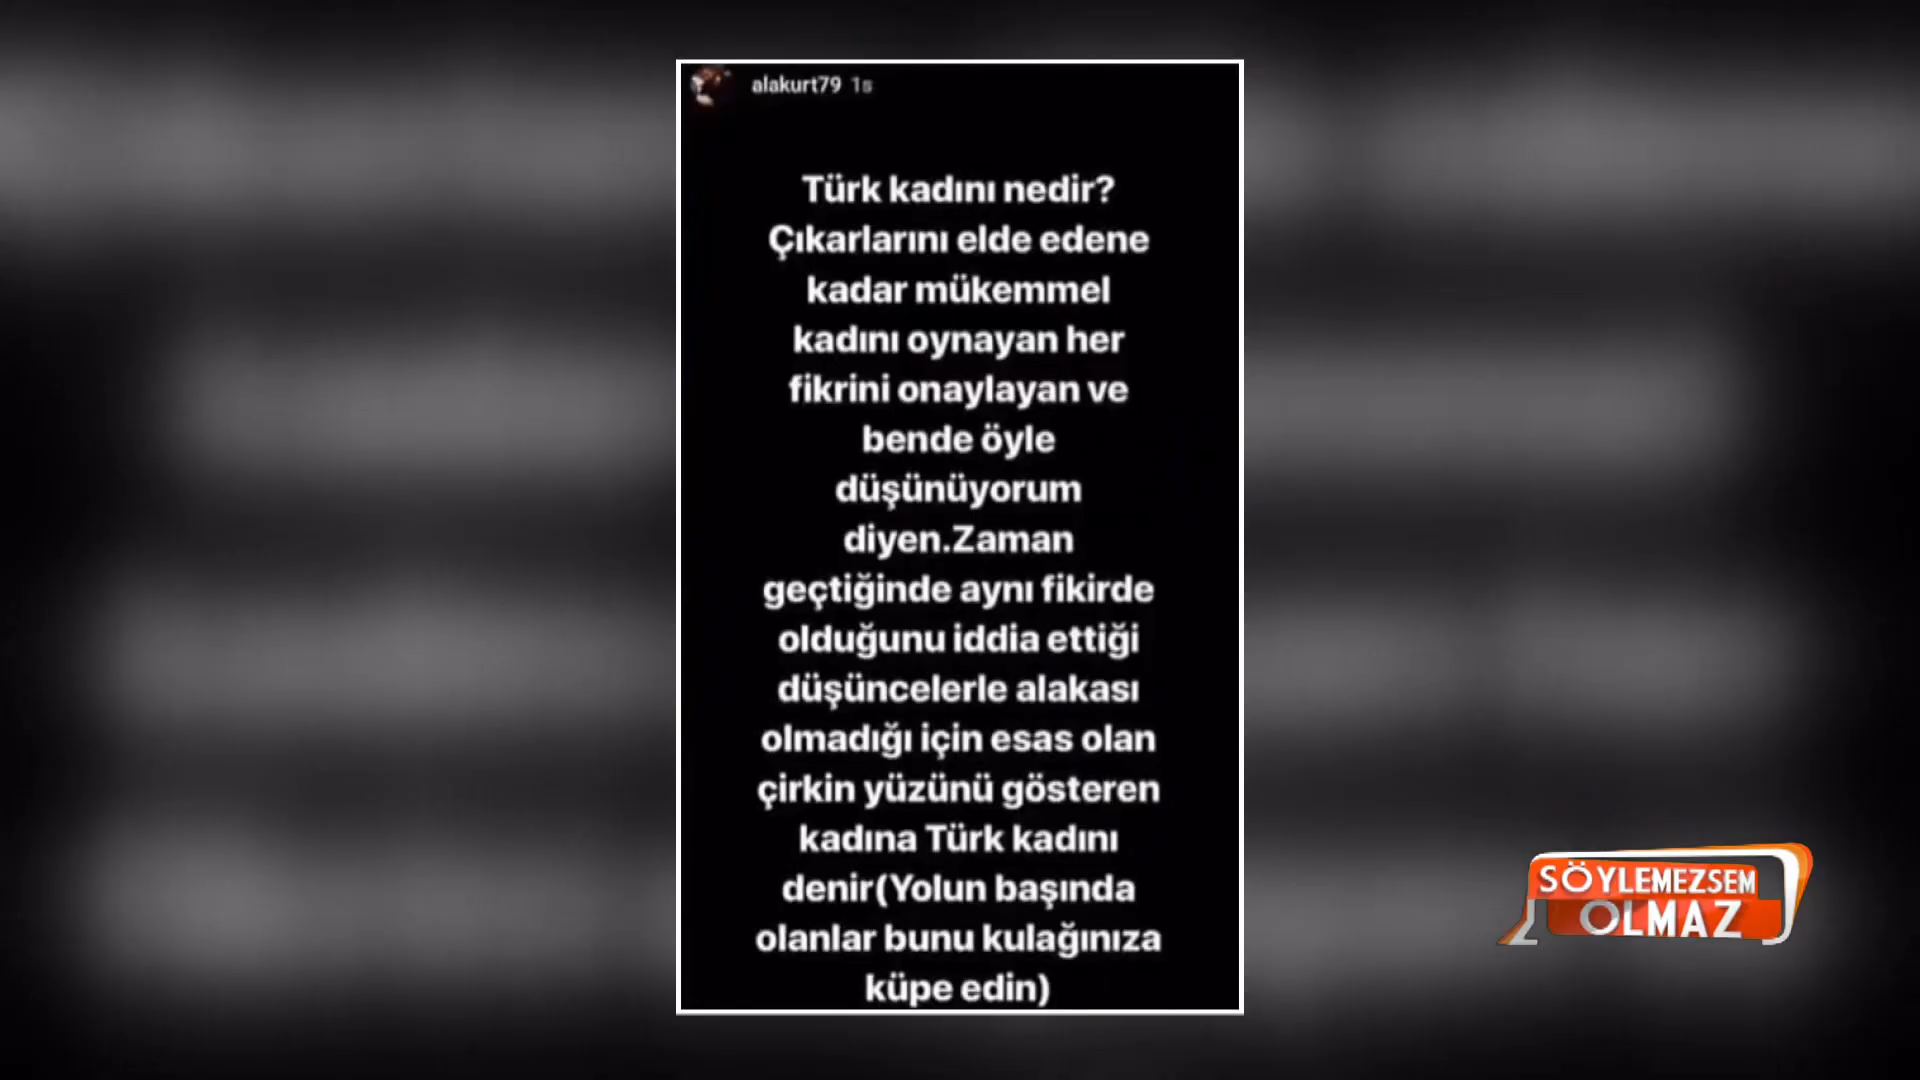 alakurt79 1s
Türk kadını nedir?
Çıkarlarını elde edene
kadar mükemmel
kadını oynayan her
fikrini onaylayan ve
bende öyle
düşünüyorum
diyen.Zaman
geçtiğinde aynı fikirde
olduğunu iddia ettiği
düşüncelerle alakası
olmadığı için esas olan
çirkin yüzünü gösteren
kadına Türk kadını
denir(Yolun başında
olanlar bunu kulağınıza
küpe edin)
SÖYLEMEZSEM
OLMAZ